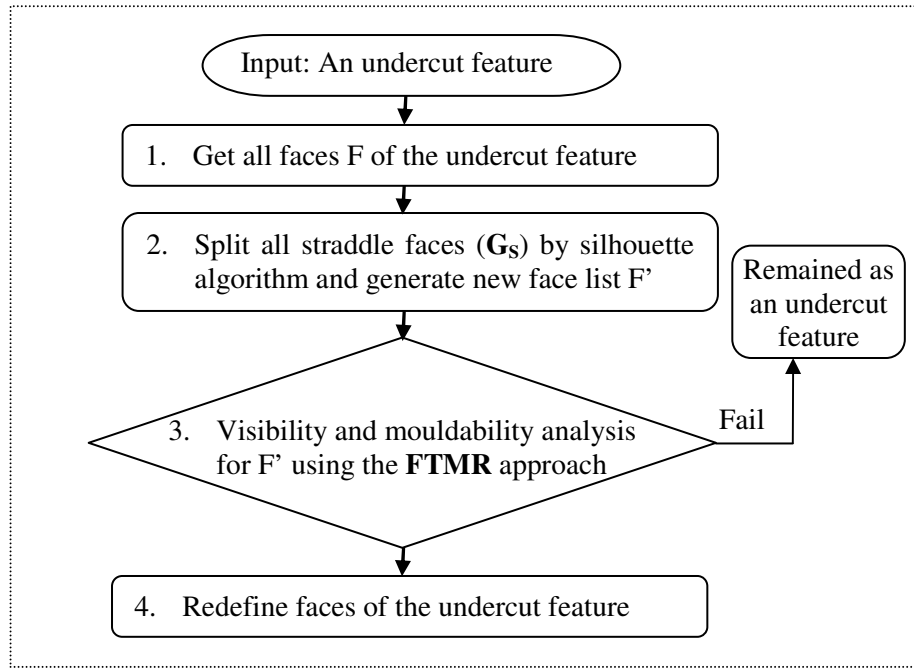 Input: An undercut feature
1. Get all faces F of the undercut feature
2. Split all straddle faces (GS) by silhouette
algorithm and generate new face list F’
Remained as
an undercut
feature
3. Visibility and mouldability analysis
for F’ using the FTMR approach
Fail
4. Redefine faces of the undercut feature